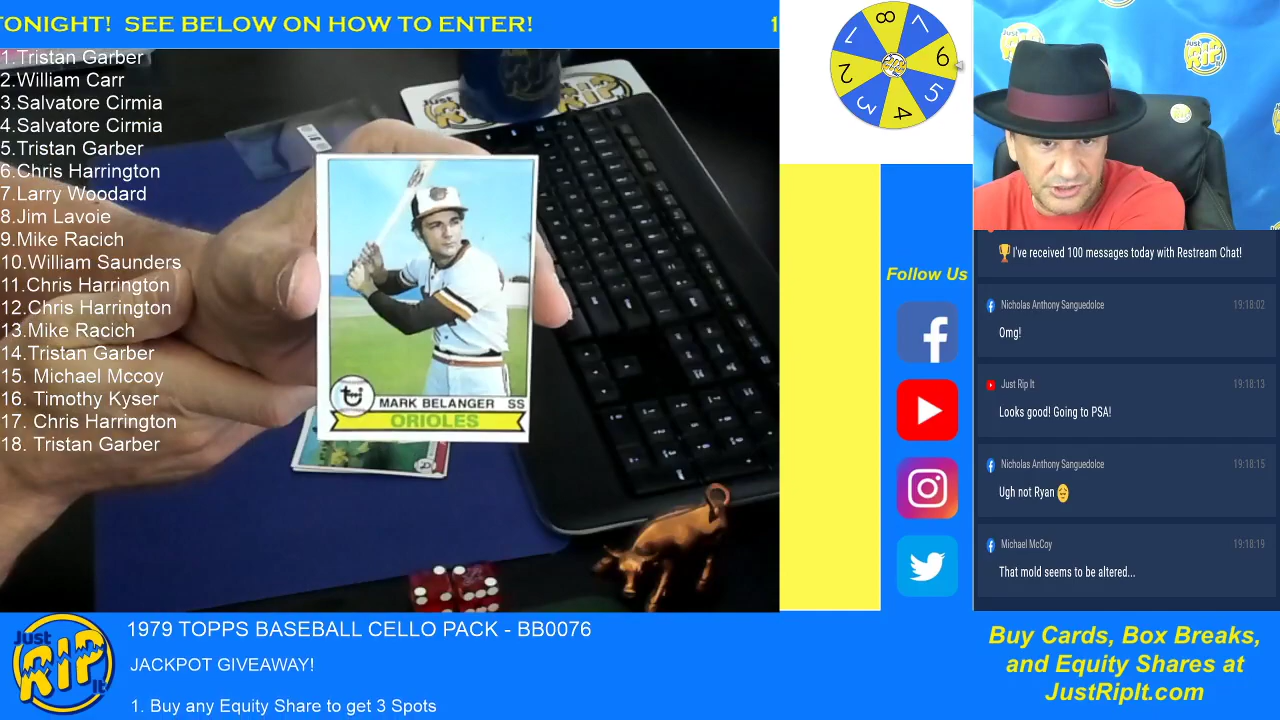 TONIGHT!  SEE BELOW ON HOW TO ENTER!
1
1.Tristan Garber
2.William Carr
3.Salvatore Cirmia
4.Salvatore Cirmia
5.Tristan Garber
6.Chris Harrington
7.Larry Woodard
8.Jim Lavoie
9.Mike Racich
10.William Saunders
11.Chris Harrington
12.Chris Harrington
13.Mike Racich
14.Tristan Garber
15. Michael Mccoy
16. Timothy Kyser
17. Chris Harrington
18. Tristan Garber
Just RIP It
topps
MARK BELANGER SS
ORIOLES
8
7
6
5
4
3
2
1
Follow Us
I've received 100 messages today with Restream Chat!
Nicholas Anthony Sanguedolce 19:18:02
Omg!
Just Rip It 19:18:13
Looks good! Going to PSA!
Nicholas Anthony Sanguedolce 19:18:15
Ugh not Ryan
Michael McCoy 19:18:19
That mold seems to be altered...
Just RIP It
1979 TOPPS BASEBALL CELLO PACK - BB0076
JACKPOT GIVEAWAY!
1. Buy any Equity Share to get 3 Spots
Buy Cards, Box Breaks,
and Equity Shares at
JustRipIt.com